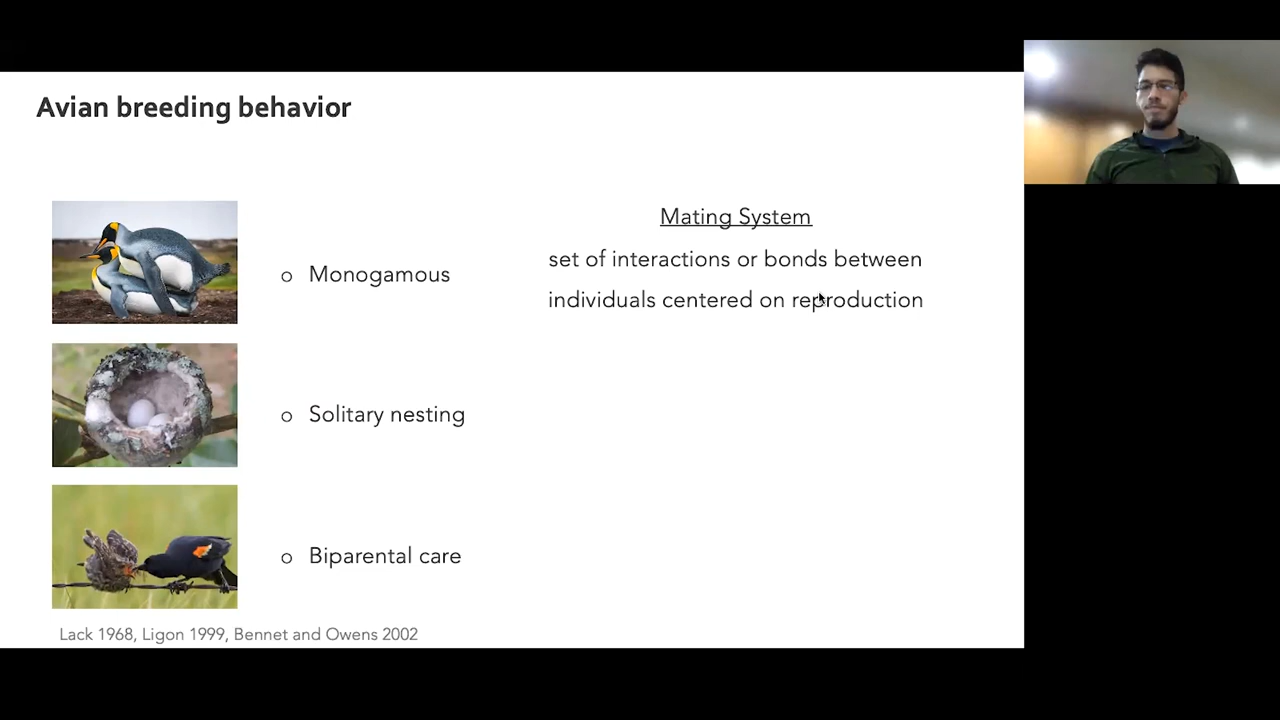 Avian breeding behavior
o Monogamous
o Solitary nesting
o Biparental care
Mating System
set of interactions or bonds between
individuals centered on reproduction
Lack 1968, Ligon 1999, Bennet and Owens 2002